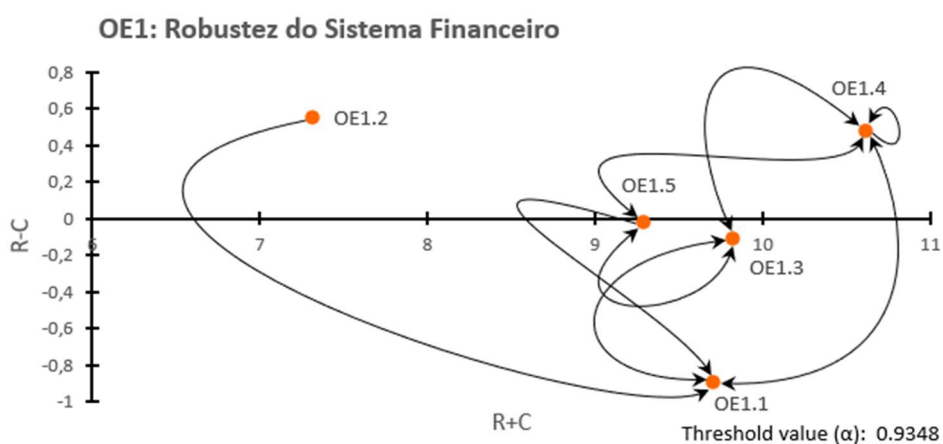 OE1: Robustez do Sistema Financeiro
0,8
0,6
0,4
0,2
0
-0,2
-0,4
-0,6
-0,8
-1
R-C
6
7
8
9
10
11
OE1.2
OE1.4
OE1.5
OE1.3
OE1.1
R+C
Threshold value (α): 0.9348